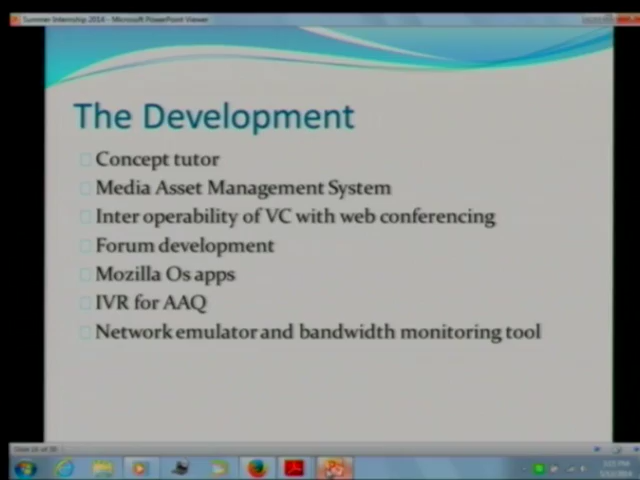 Summer Internship 2014 - Microsoft PowerPoint Viewer
The Development
Concept tutor
Media Asset Management System
Inter operability of VC with web conferencing
Forum development
Mozilla Os apps
IVR for AAQ
Network emulator and bandwidth monitoring tool